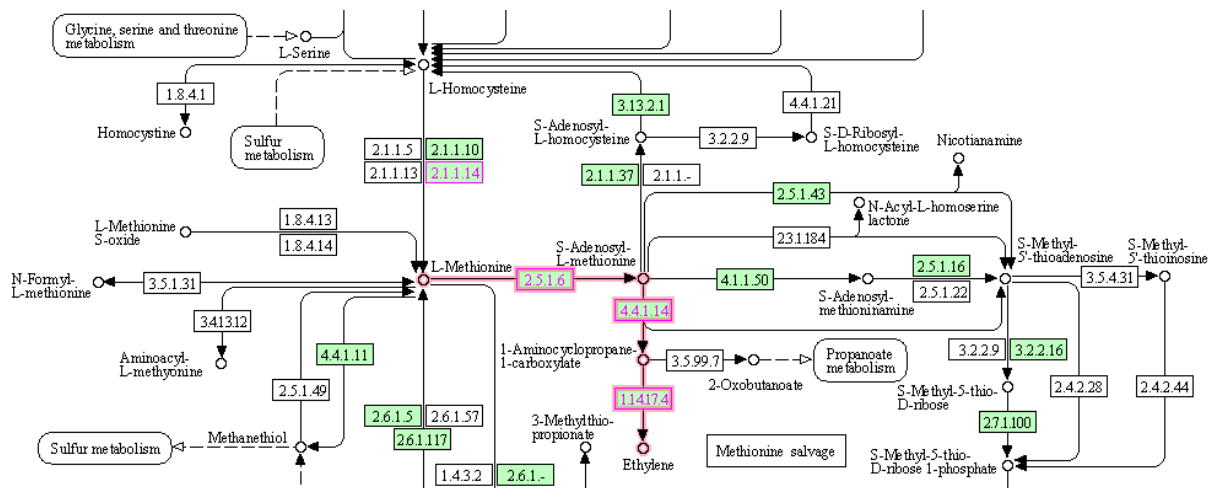 Glycine, serine and threonine
metabolism
L-Serine
L-Homocysteine
1.8.4.1
Homocystine
Sulfur
metabolism
3.13.2.1
4.4.1.21
S-Adenosyl-
L-homocysteine
3.2.2.9
S-D-Ribosyl-
L-homocysteine
Nicotianamine
2.1.1.5
2.1.1.10
2.1.1.13
2.1.1.14
2.1.1.37
2.1.1.-
2.5.1.43
L-Methionine
S-oxide
1.8.4.13
1.8.4.14
N-Acyl-L-homoserine
lactone
2.3.1.184
L-Methionine
S-Adenosyl-
L-methionine
S-Methyl-
5'-thioadenosine
S-Methyl-
5'-thioinosine
N-Formyl-
L-methionine
3.5.1.31
2.5.1.6
4.1.1.50
2.5.1.16
2.5.1.22
3.5.4.31
S-Adenosyl-
methioninamine
3.4.13.12
4.4.1.11
4.4.1.14
Aminoacyl-
L-methyonine
1-Aminocyclopropane-
1-carboxylate
3.5.99.7
2-Oxobutanoate
Propanoate
metabolism
3.2.2.9
3.2.2.16
2.5.1.49
1.14.17.4
S-Methyl-5-thio-
D-ribose
2.4.2.28
2.4.2.44
2.6.1.5
2.6.1.57
2.6.1.117
3-Methylthio-
propionate
2.7.1.100
Sulfur metabolism
Methanethiol
Ethylene
Methionine salvage
S-Methyl-5-thio-
D-ribose 1-phosphate
1.4.3.2
2.6.1.-